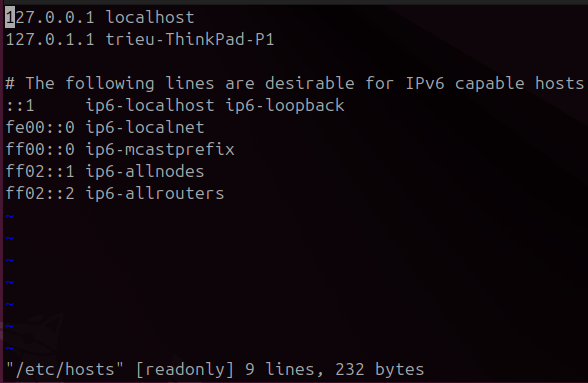 127.0.0.1 localhost
127.0.1.1 trieu-ThinkPad-P1

# The following lines are desirable for IPv6 capable hosts
::1     ip6-localhost ip6-loopback
fe00::0 ip6-localnet
ff00::0 ip6-mcastprefix
ff02::1 ip6-allnodes
ff02::2 ip6-allrouters
~
~
~
~
~
~
~
"/etc/hosts" [readonly] 9 lines, 232 bytes